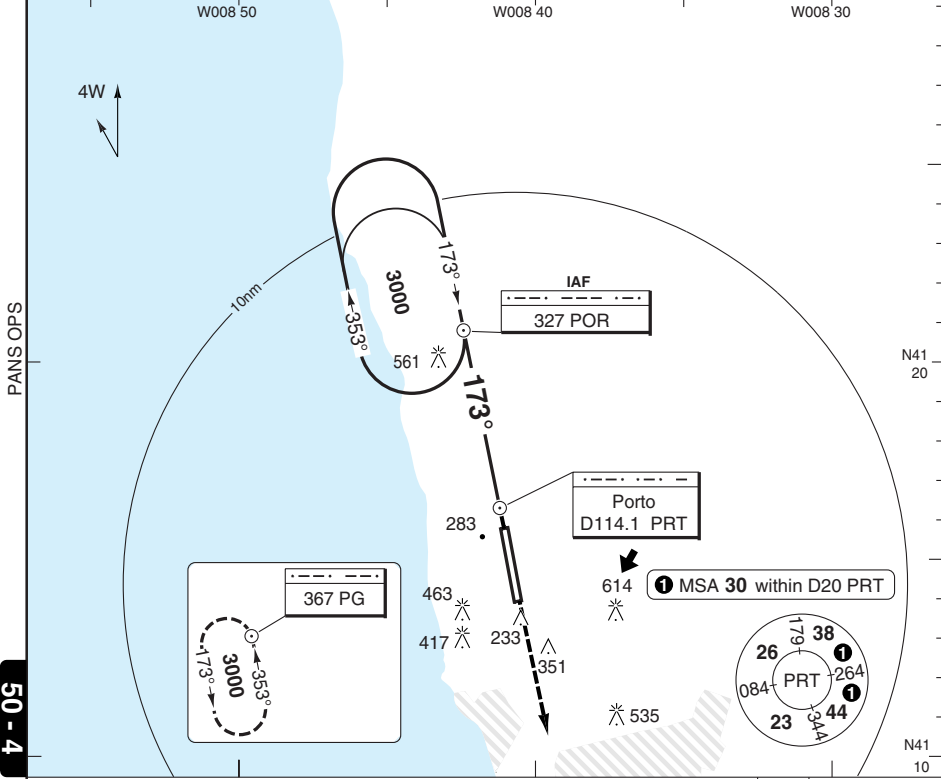 W008 50
W008 40
W008 30
4W
PANS OPS
10nm
173°
3000
353°
561
IAF
327 POR
N41
20
173°
Porto
D114.1 PRT
283
614
1 MSA 30 within D20 PRT
367 PG
463
417
233
351
173°
3000
353°
535
179
38
1
26
264
PRT
084
1
44
23
344
50 - 4
N41
10